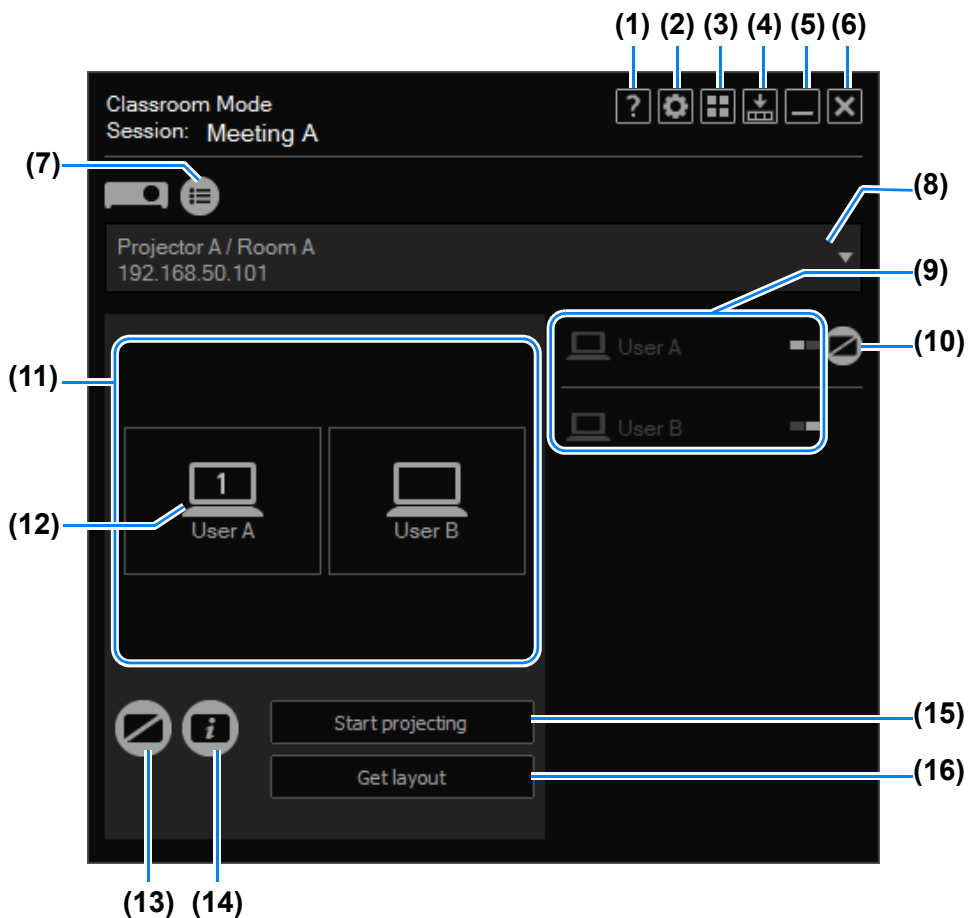 (1) (2) (3) (4) (5) (6)
?
Classroom Mode
Session: Meeting A
(7)
(8)
Projector A / Room A
192.168.50.101
(9)
User A
(10)
(11)
User B
1
(12)
User A
User B
i
Start projecting
(15)
Get layout
(16)
(13) (14)